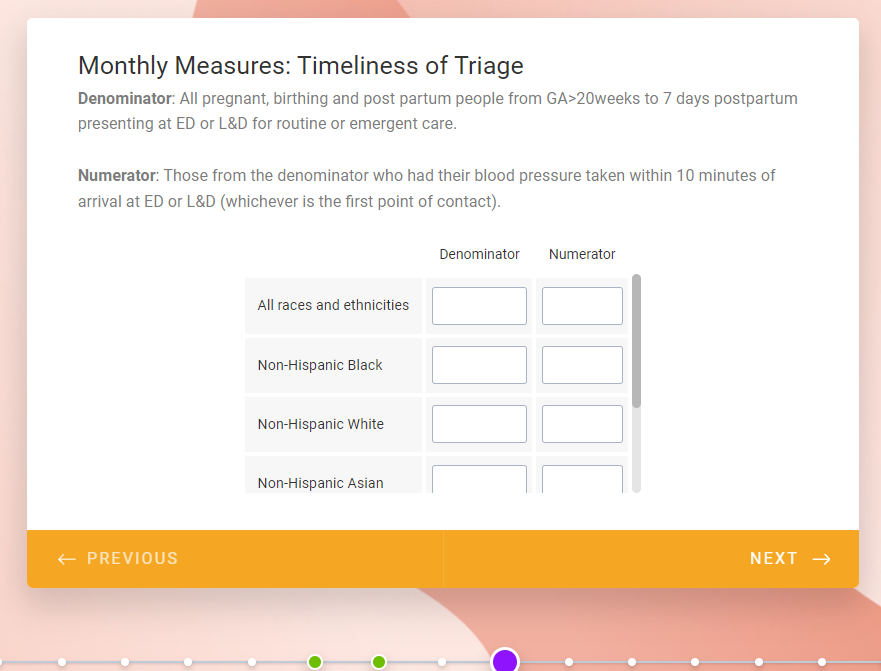 Monthly Measures: Timeliness of Triage
Denominator: All pregnant, birthing and post partum people from GA>20weeks to 7 days postpartum
presenting at ED or L&D for routine or emergent care.
Numerator: Those from the denominator who had their blood pressure taken within 10 minutes of
arrival at ED or L&D (whichever is the first point of contact).
Denominator Numerator
All races and ethnicities
Non-Hispanic Black
Non-Hispanic White
Non-Hispanic Asian
PREVIOUS NEXT